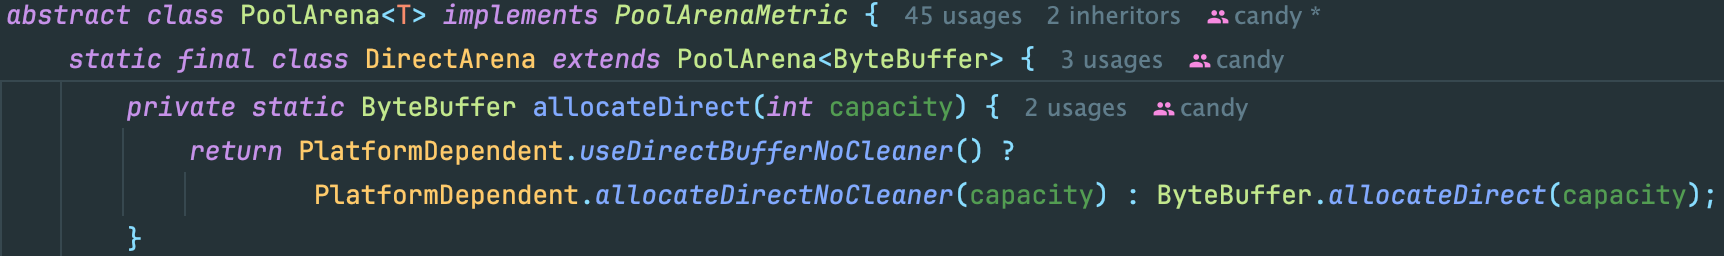 abstract class PoolArena<T> implements PoolArenaMetric { 45 usages 2 inheritors candy *
static final class DirectArena extends PoolArena<ByteBuffer> { 3 usages candy
private static ByteBuffer allocateDirect(int capacity) { 2 usages candy
return PlatformDependent.useDirectBufferNoCleaner() ?
PlatformDependent.allocateDirectNoCleaner(capacity) : ByteBuffer.allocateDirect(capacity);
}